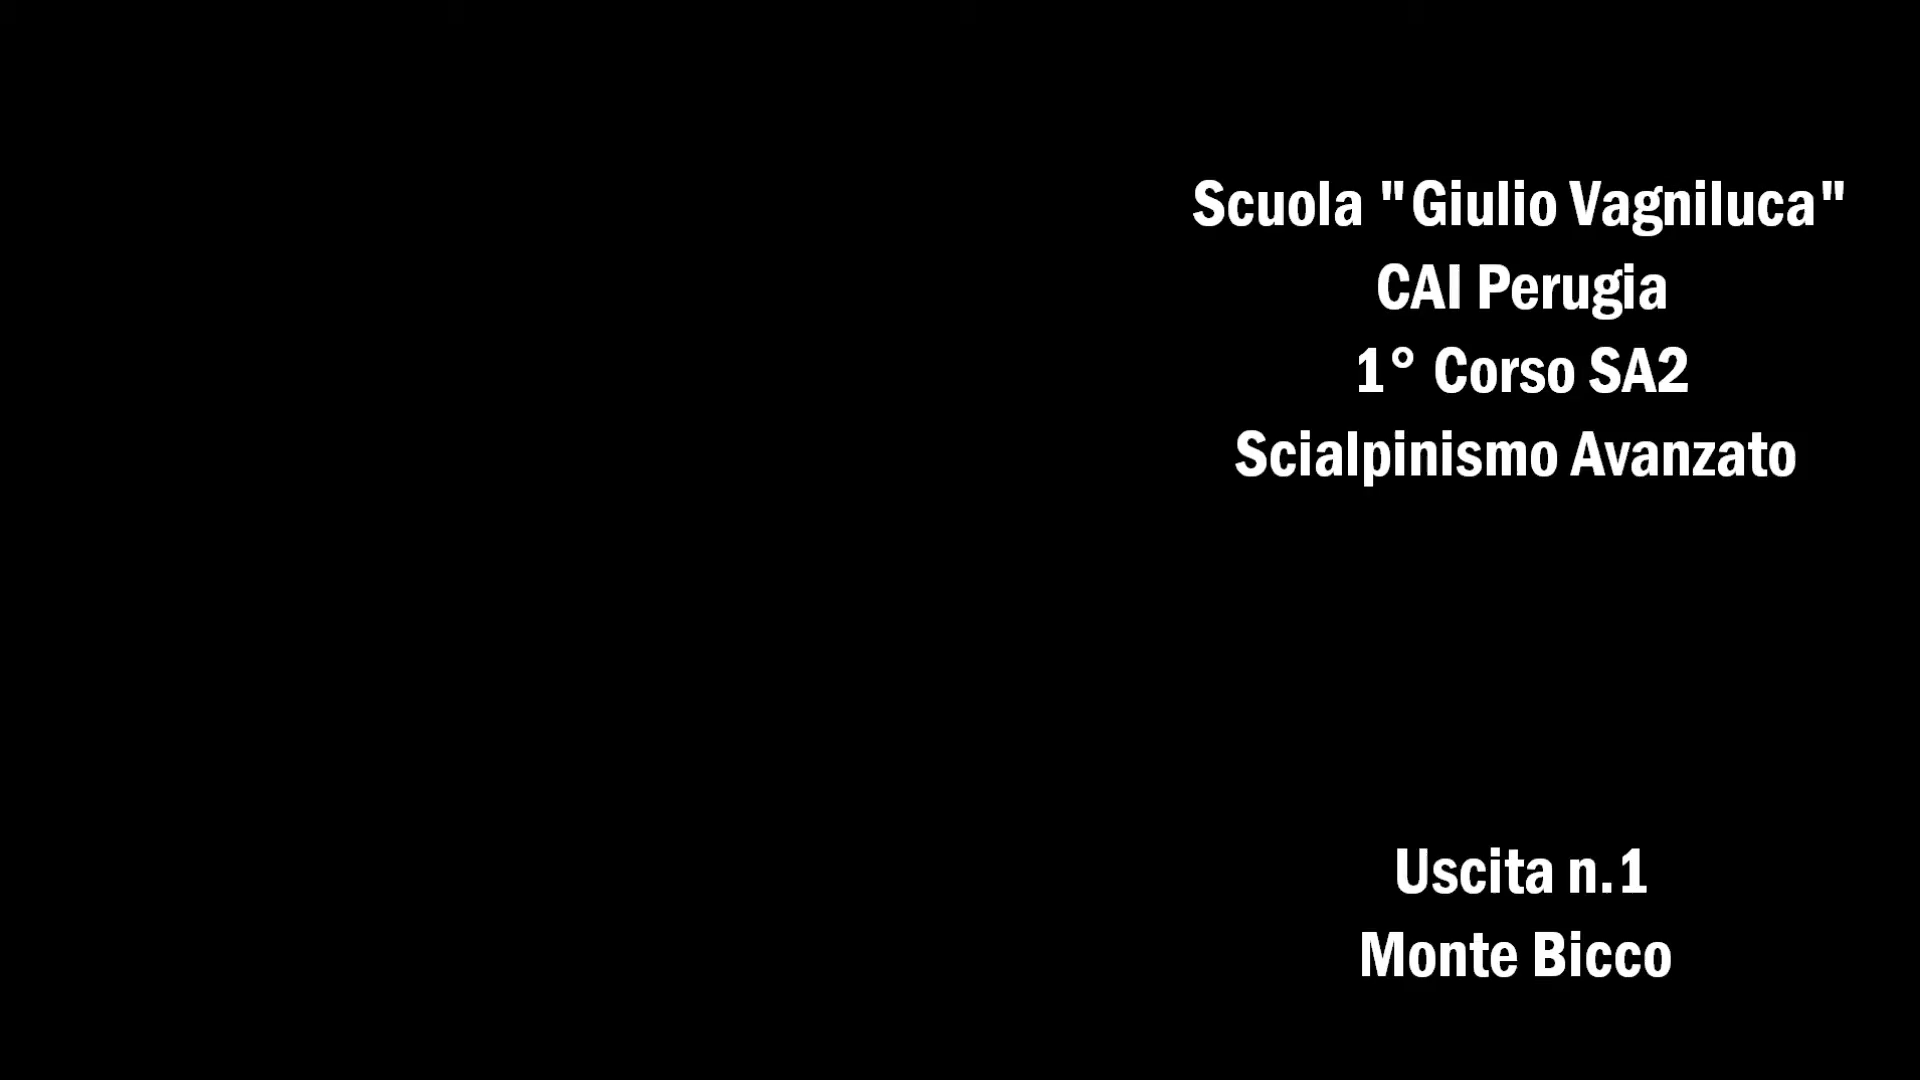 Scuola "Giulio Vagniluca"
CAI Perugia
1° Corso SA2
Scialpinismo Avanzato
Uscita n.1
Monte Bicco